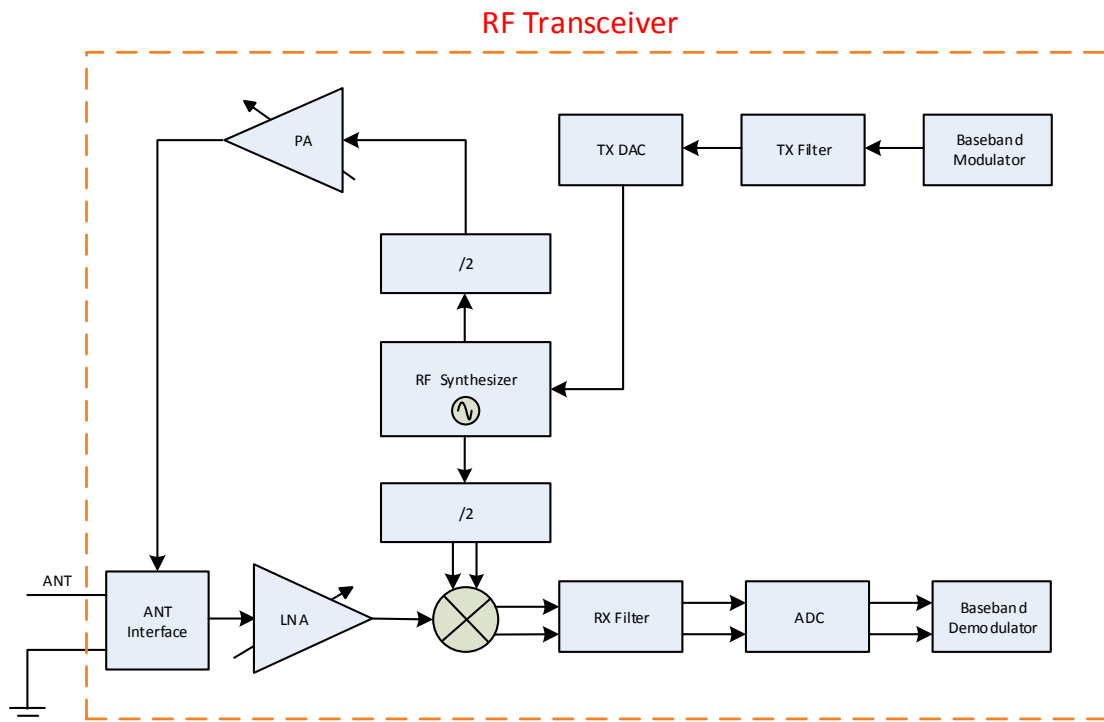 RF Transceiver
PA
TX DAC
TX Filter
Baseband
Modulator
/2
RF Synthesizer
/2
ANT
ANT
Interface
LNA
RX Filter
ADC
Baseband
Demodulator